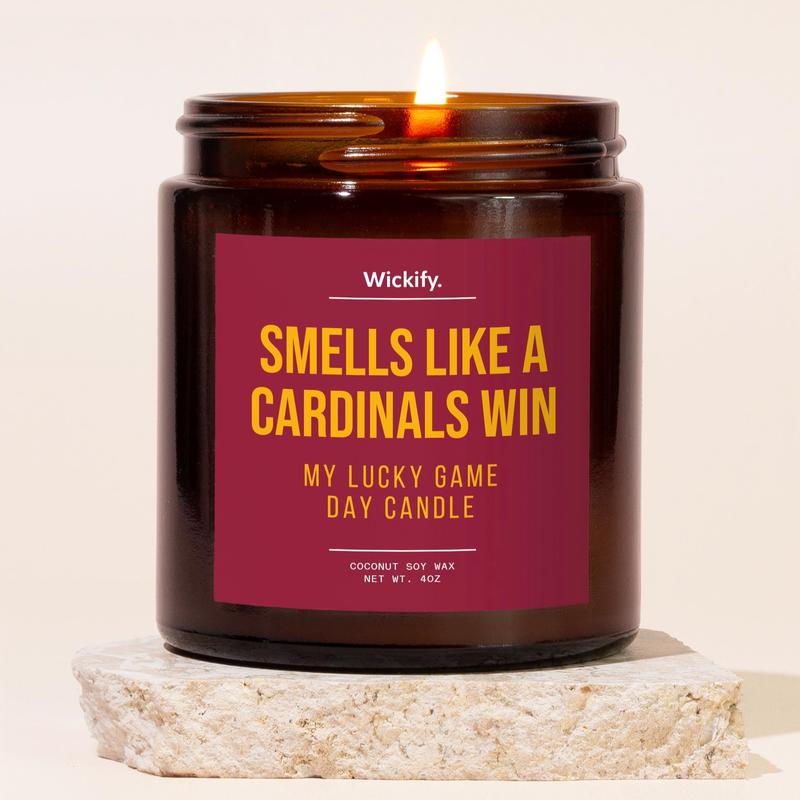 Wickify.
SMELLS LIKE A
CARDINALS WIN
MY LUCKY GAME
DAY CANDLE
COCONUT SOY WAX
NET WT. 4OZ